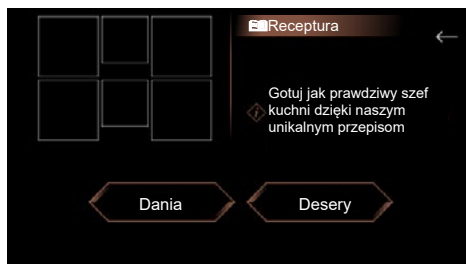 Receptura
Gotuj jak prawdziwy szef
kuchni dzięki naszym
unikalnym przepisom
Dania
Desery